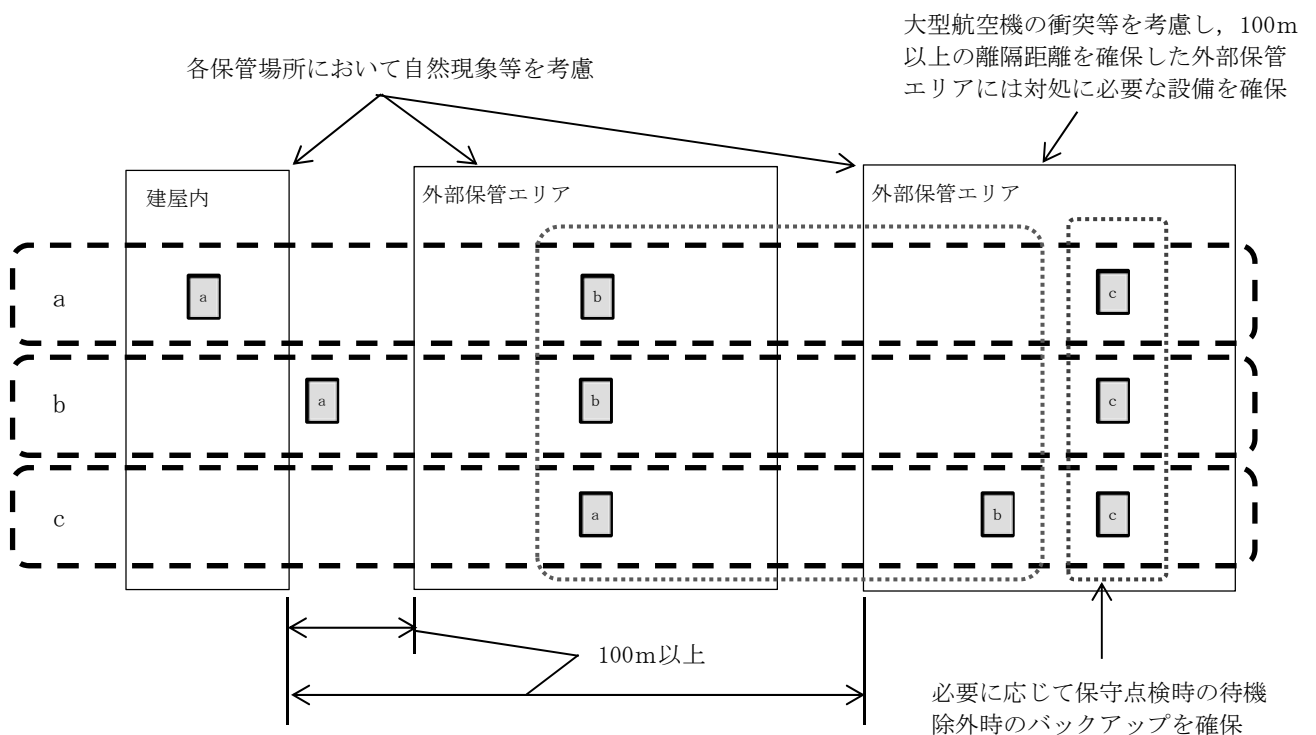 大型航空機の衝突等を考慮し，100m
以上の離隔距離を確保した外部保管
エリアには対処に必要な設備を確保
各保管場所において自然現象等を考慮
建屋内
外部保管エリア
外部保管エリア
a
a
b
c
b
a
b
c
c
a
b
c
100m以上
必要に応じて保守点検時の待機
除外時のバックアップを確保